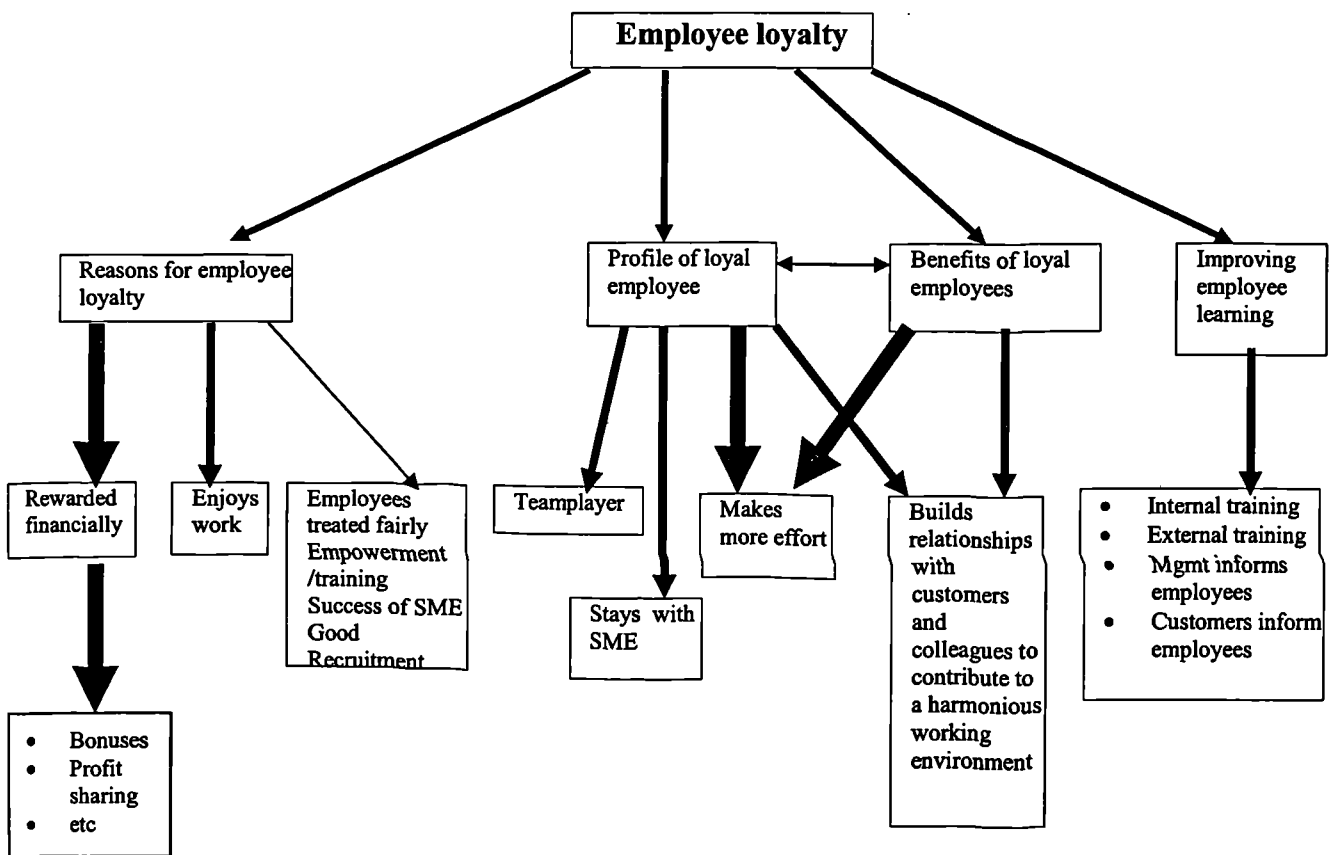 Employee loyalty
Reasons for employee
loyalty
Profile of loyal
employee
Benefits of loyal
employees
Improving
employee
learning
Rewarded
financially
Enjoys
work
Employees
treated fairly
Empowerment
/training
Success of SME
Good
Recruitment
Teamplayer
Stays with
SME
Makes
more effort
Builds
relationships
with
customers
and
colleagues to
contribute to
a harmonious
working
environment
• Internal training
• External training
• Mgmt informs
employees
• Customers inform
employees
• Bonuses
• Profit
sharing
• etc